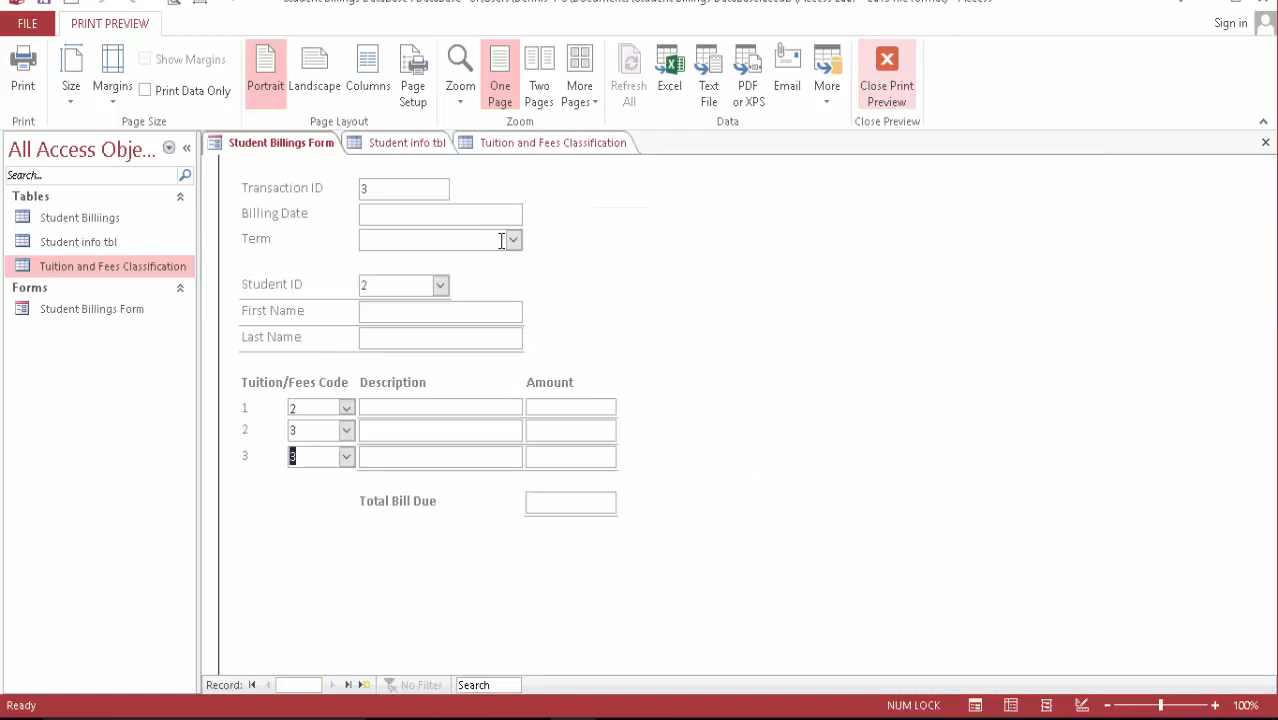 FILE
PRINT PREVIEW
Sign in
Print
Size
Margins
Show Margins
Print Data Only
Portrait
Landscape
Columns
Page Setup
Zoom
One Page
Two Pages
More Pages
Refresh All
Excel
Text File
PDF or XPS
Email
More
Close Print Preview
Print
Page Size
Page Layout
Zoom
Data
Close Preview
All Access Obje...
Search...
Tables
Student Billiings
Student info tbl
Tuition and Fees Classification
Forms
Student Billings Form
Student Billings Form
Student info tbl
Tuition and Fees Classification
Transaction ID 3
Billing Date
Term
Student ID 2
First Name
Last Name
Tuition/Fees Code Description Amount
1 2
2 3
3 3
Total Bill Due
Record: No Filter Search
Ready NUM LOCK 100%